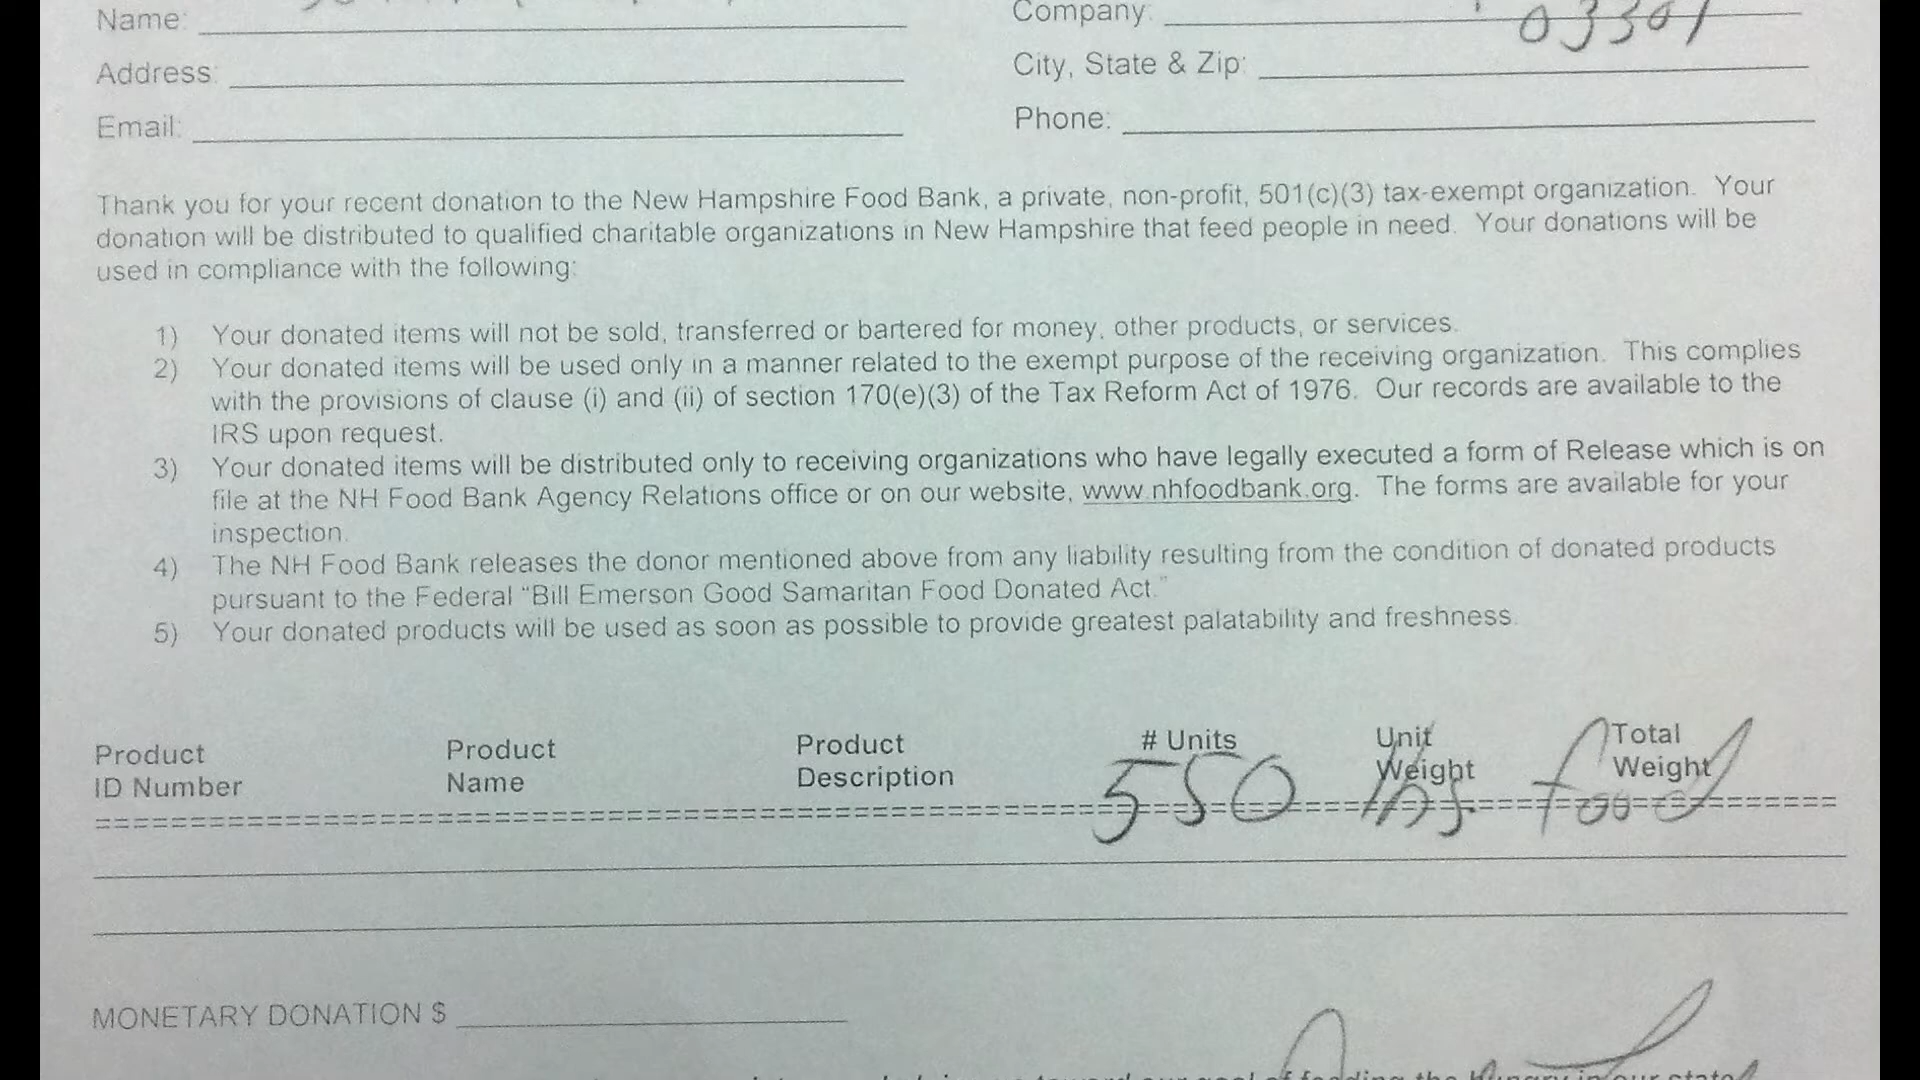 Name: Company: 03301
Address: City, State & Zip:
Email: Phone:
Thank you for your recent donation to the New Hampshire Food Bank, a private, non-profit, 501(c)(3) tax-exempt organization. Your
donation will be distributed to qualified charitable organizations in New Hampshire that feed people in need. Your donations will be
used in compliance with the following:
1) Your donated items will not be sold, transferred or bartered for money, other products, or services.
2) Your donated items will be used only in a manner related to the exempt purpose of the receiving organization. This complies
with the provisions of clause (i) and (ii) of section 170(e)(3) of the Tax Reform Act of 1976. Our records are available to the
IRS upon request.
3) Your donated items will be distributed only to receiving organizations who have legally executed a form of Release which is on
file at the NH Food Bank Agency Relations office or on our website, www.nhfoodbank.org. The forms are available for your
inspection.
4) The NH Food Bank releases the donor mentioned above from any liability resulting from the condition of donated products
pursuant to the Federal “Bill Emerson Good Samaritan Food Donated Act.”
5) Your donated products will be used as soon as possible to provide greatest palatability and freshness.
Product Product Product # Units Unit Total
ID Number Name Description Weight Weight
550 lbs. food
MONETARY DONATION $
of feeding the hungry in our state